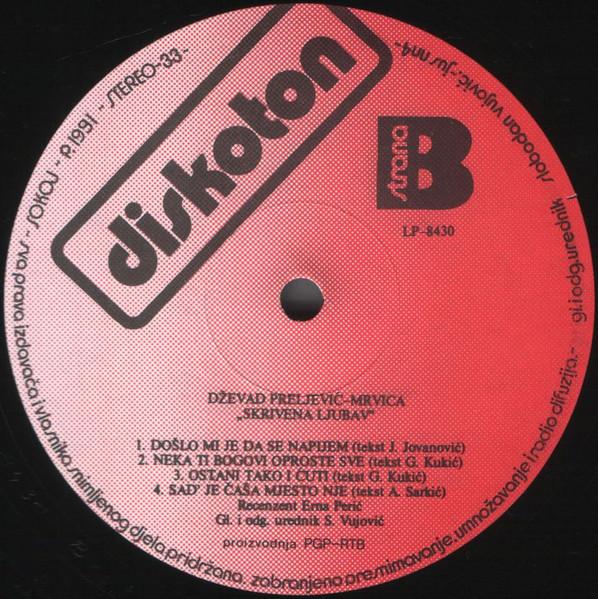 diskoton
strana
B
LP-8430
DŽEVAD PRELJEVIĆ-MRVICA
„SKRIVENA LJUBAV"
1. DOŠLO MI JE DA SE NAPIJEM (tekst J. Jovanović)
2. NEKA TI BOGOVI OPROSTE SVE (tekst G. Kukić)
3. OSTANI TAKO I ĆUTI (tekst G. Kukić)
4. SAD' JE ČAŠA MJESTO NJE (tekst A. Sarkić)
Recenzent Erna Perić
Gl. i odg. urednik S. Vujović
proizvodnja PGP-RTB
SOKOJ - P.1991 - STEREO-33 -
sva prava izdavača i vlasnika snimljenog djela pridržana. zabranjeno presnimavanje, umnožavanje i radio difuzija. - gl. i odg. urednik slobodan vujović - jus nn4 -